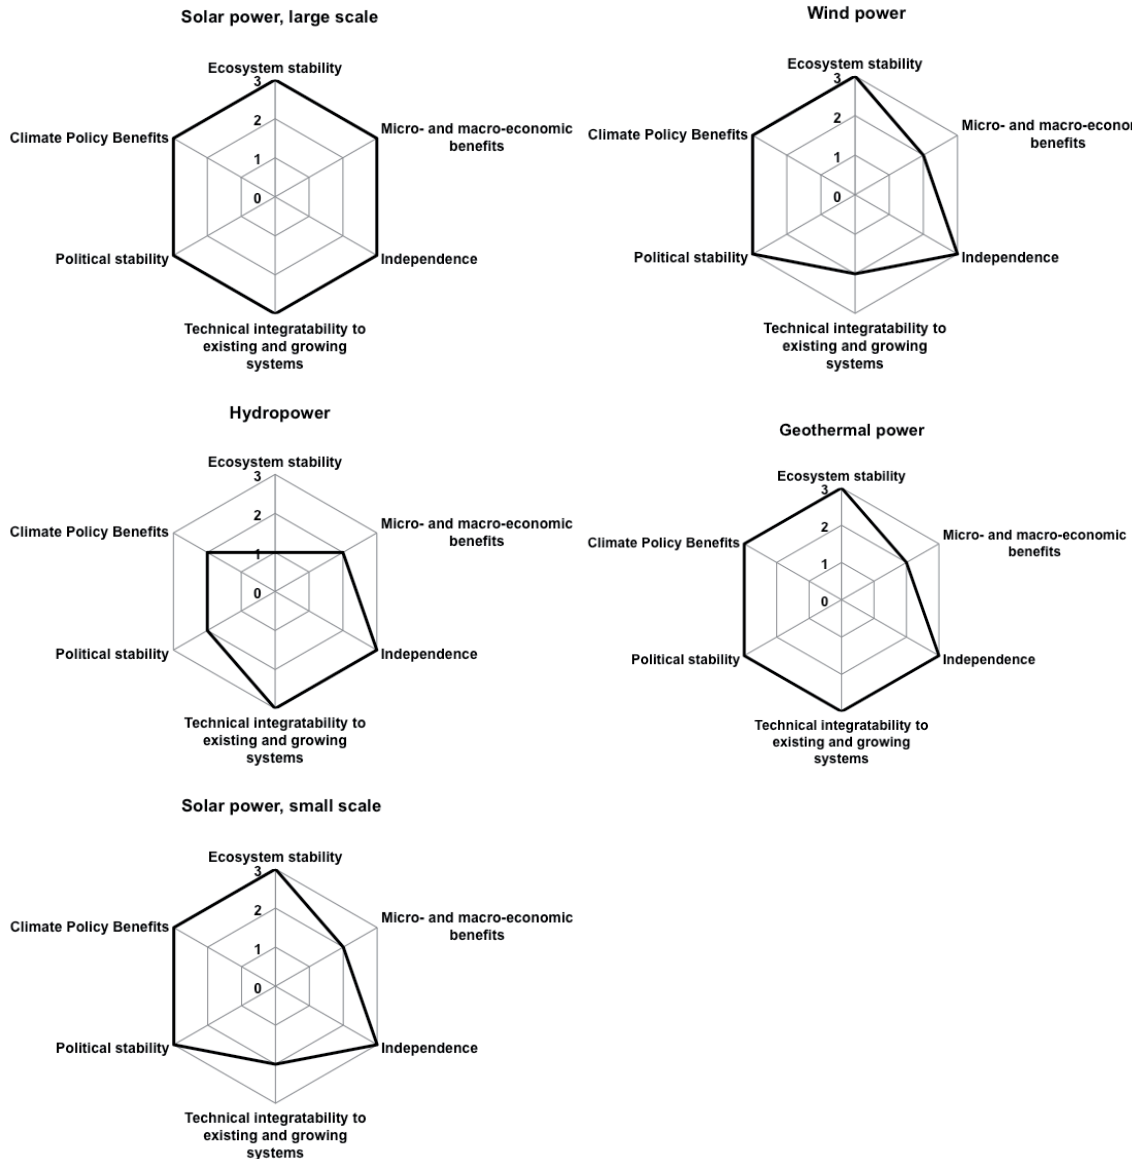 Solar power, large scale
Ecosystem stability
3
Climate Policy Benefits
Micro- and macro-economic
benefits
2
1
0
Political stability
Independence
Technical integratability to
existing and growing
systems
Wind power
Ecosystem stability
3
Climate Policy Benefits
Micro- and macro-econor
benefits
2
1
0
Political stability
Independence
Technical integratability to
existing and growing
systems
Hydropower
Ecosystem stability
3
Climate Policy Benefits
Micro- and macro-economic
benefits
2
1
0
Political stability
Independence
Technical integratability to
existing and growing
systems
Geothermal power
Ecosystem stability
3
Climate Policy Benefits
Micro- and macro-economic
benefits
2
1
0
Political stability
Independence
Technical integratability to
existing and growing
systems
Solar power, small scale
Ecosystem stability
3
Climate Policy Benefits
Micro- and macro-economic
benefits
2
1
0
Political stability
Independence
Technical integratability to
existing and growing
systems